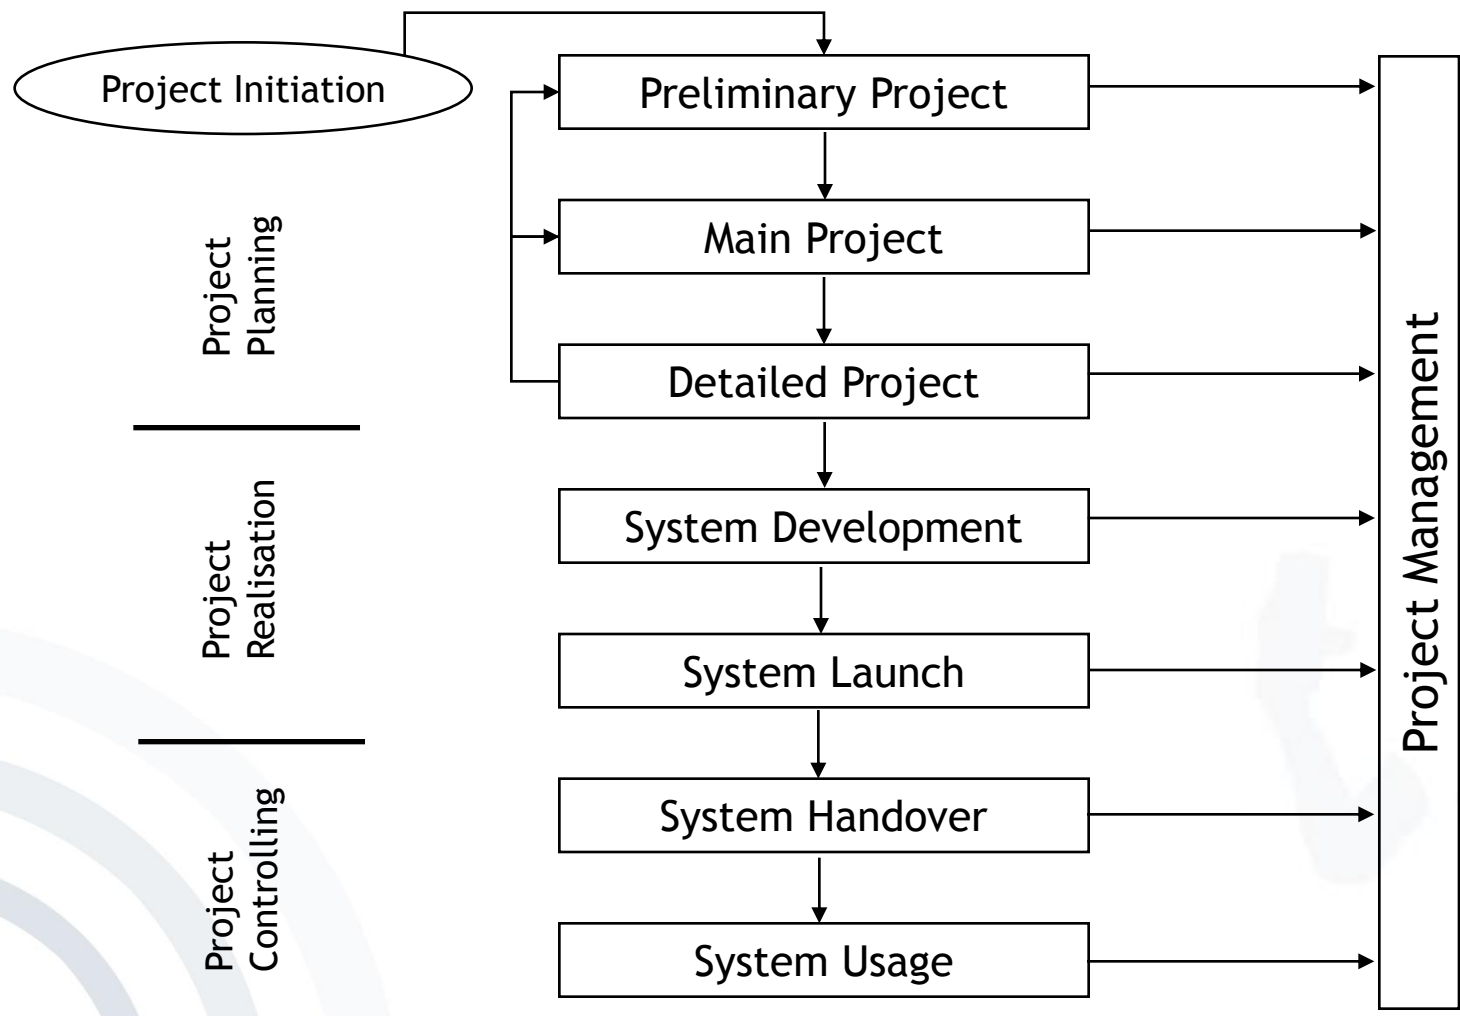 Project Initiation
Preliminary Project
Main Project
Project
Planning
Detailed Project
System Development
Project
Realisation
System Launch
System Handover
Project
Controlling
System Usage
Project Management